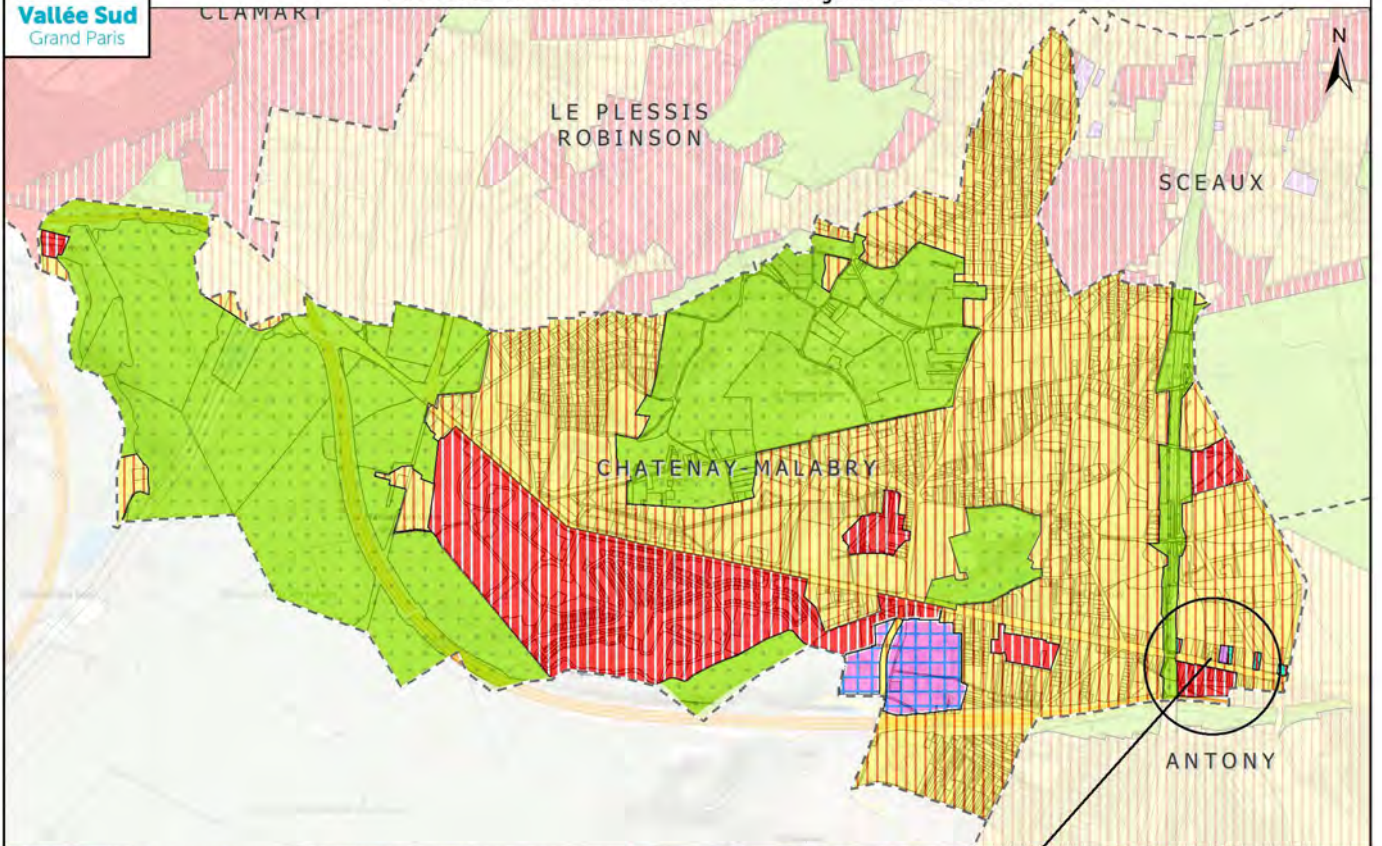 Vallée Sud
Grand Paris
CLAMART
N
LE PLESSIS
ROBINSON
SCEAUX
CHATENAY-MALABRY
ANTONY